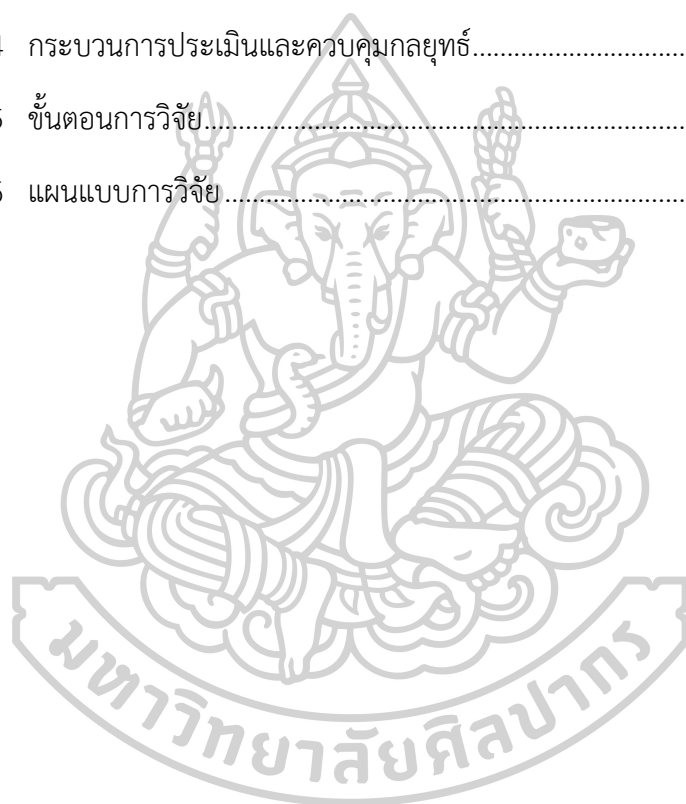 กระบวนการประเมินและควบคุมกลยุทธ์................................
ขั้นตอนการวิจัย........................................................................
แผนแบบการวิจัย.....................................................................
มหาวิทยาลัยศิลปากร